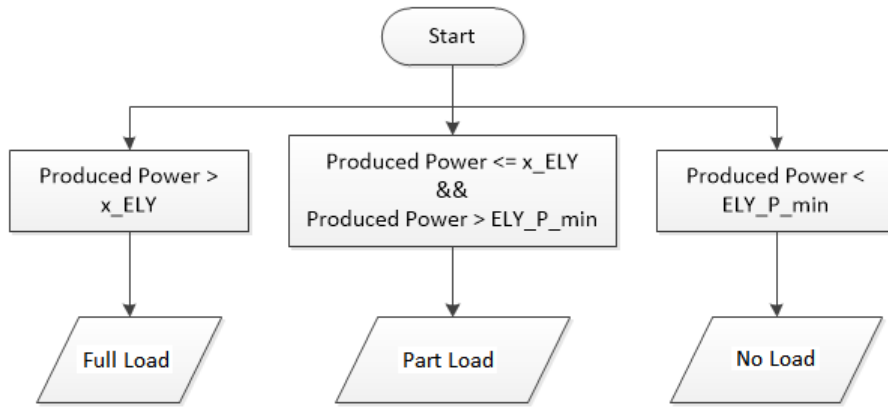 Start
Produced Power >
x_ELY
Produced Power <= x_ELY
&&
Produced Power > ELY_P_min
Produced Power <
ELY_P_min
Full Load
Part Load
No Load